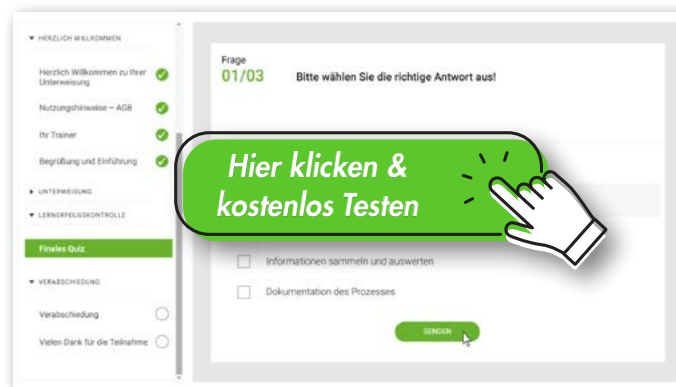 HERZLICH WILLKOMMEN
Herzlich Willkommen zu Ihrer
Unterweisung
Nutzungshinweise – AGB
Ihr Trainer
Begrüßung und Einführung
UNTERWEISUNG
LERNERFOLGSKONTROLLE
Finales Quiz
VERABSCHIEDUNG
Verabschiedung
Vielen Dank für die Teilnahme
Frage
01/03
Bitte wählen Sie die richtige Antwort aus!
Hier klicken &
kostenlos Testen
Informationen sammeln und auswerten
Dokumentation des Prozesses
SENDEN